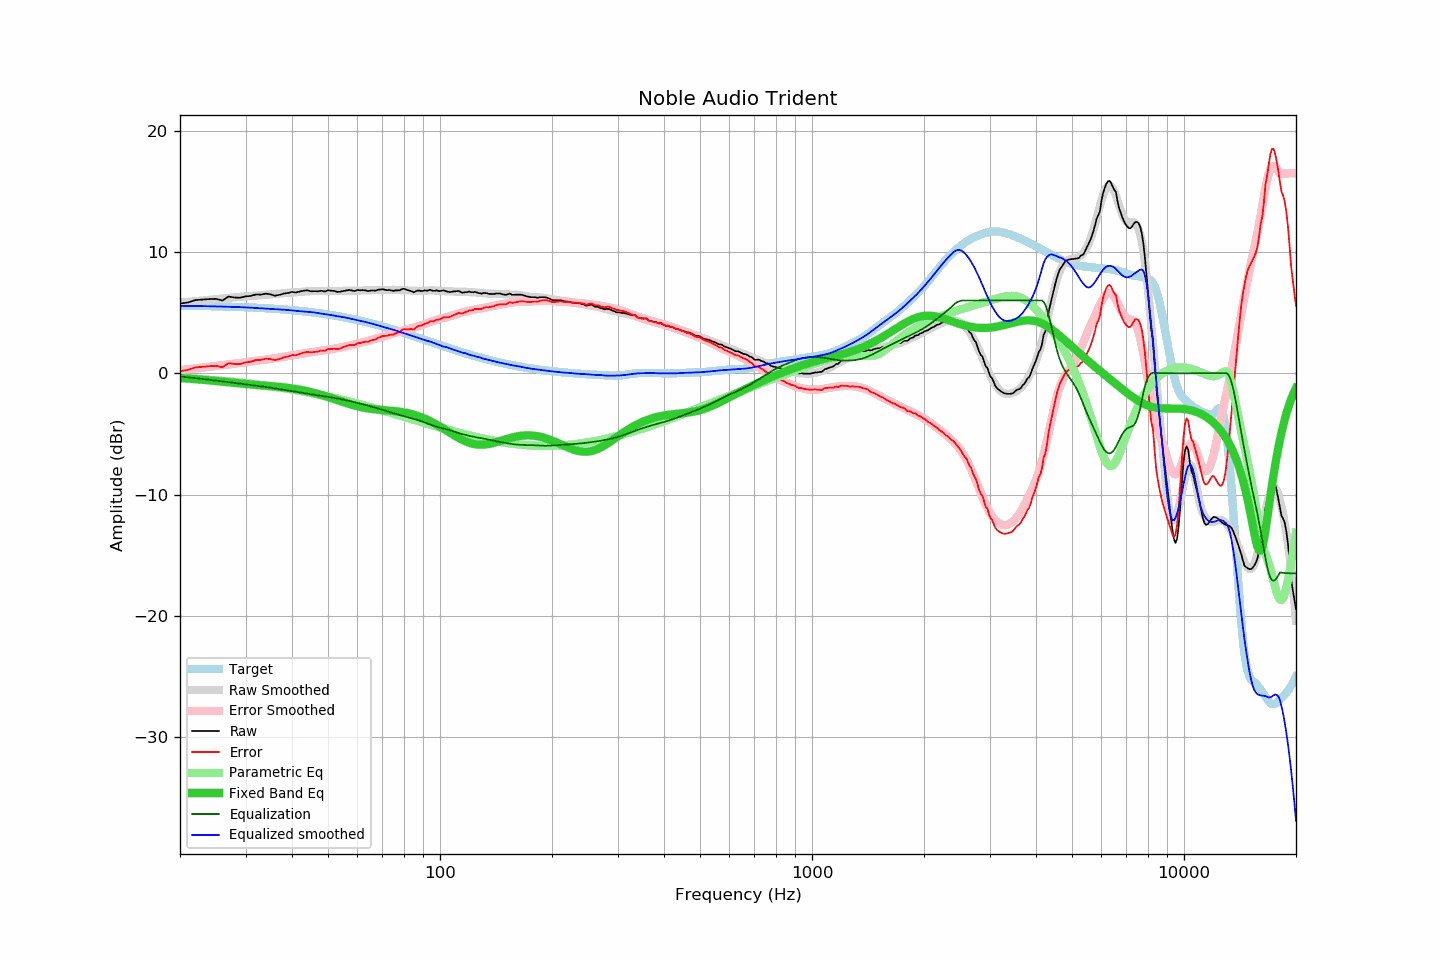 Noble Audio Trident
20
10
0
−10
−20
−30
Amplitude (dBr)
Target
Raw Smoothed
Error Smoothed
Raw
Error
Parametric Eq
Fixed Band Eq
Equalization
Equalized smoothed
100 1000 10000
Frequency (Hz)